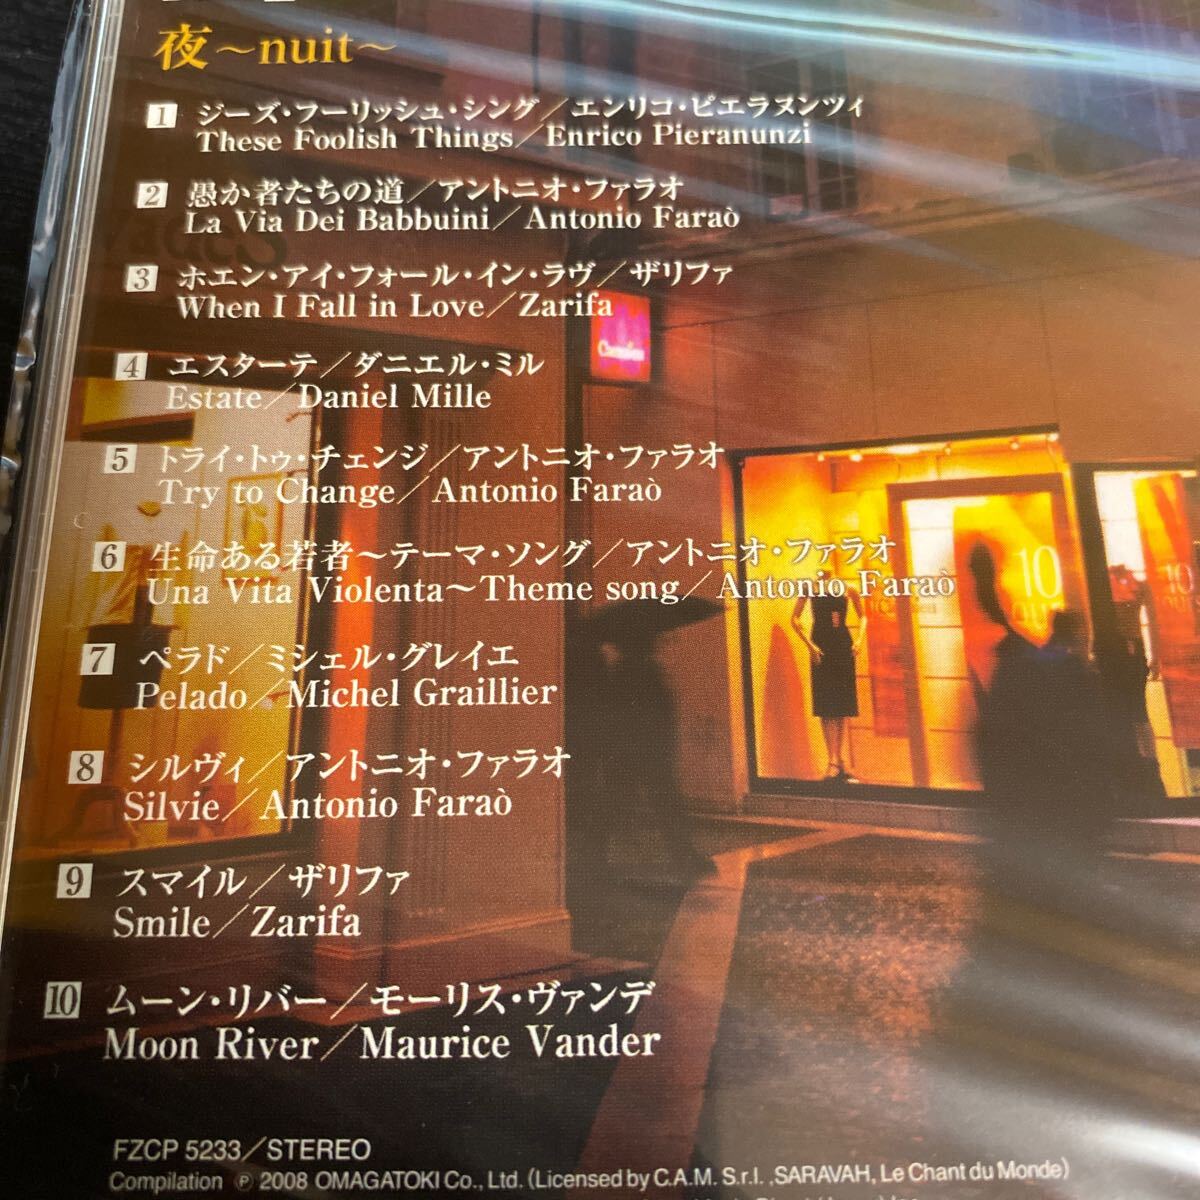 夜～nuit～
1 ジーズ・フーリッシュ・シング／エンリコ・ピエラヌンツィ
These Foolish Things／Enrico Pieranunzi
2 愚か者たちの道／アントニオ・ファラオ
La Via Dei Babbuini／Antonio Faraò
3 ホエン・アイ・フォール・イン・ラヴ／ザリファ
When I Fall in Love／Zarifa
4 エスターテ／ダニエル・ミル
Estate／Daniel Mille
5 トライ・トゥ・チェンジ／アントニオ・ファラオ
Try to Change／Antonio Faraò
6 生命ある若者～テーマ・ソング／アントニオ・ファラオ
Una Vita Violenta～Theme song／Antonio Faraò
7 ペラド／ミシェル・グレイエ
Pelado／Michel Graillier
8 シルヴィ／アントニオ・ファラオ
Silvie／Antonio Faraò
9 スマイル／ザリファ
Smile／Zarifa
10 ムーン・リバー／モーリス・ヴァンデ
Moon River／Maurice Vander
10
10
FZCP 5233／STEREO
Compilation ℗ 2008 OMAGATOKI Co., Ltd. (Licensed by C.A.M. S.r.l. ,SARAVAH, Le Chant du Monde)